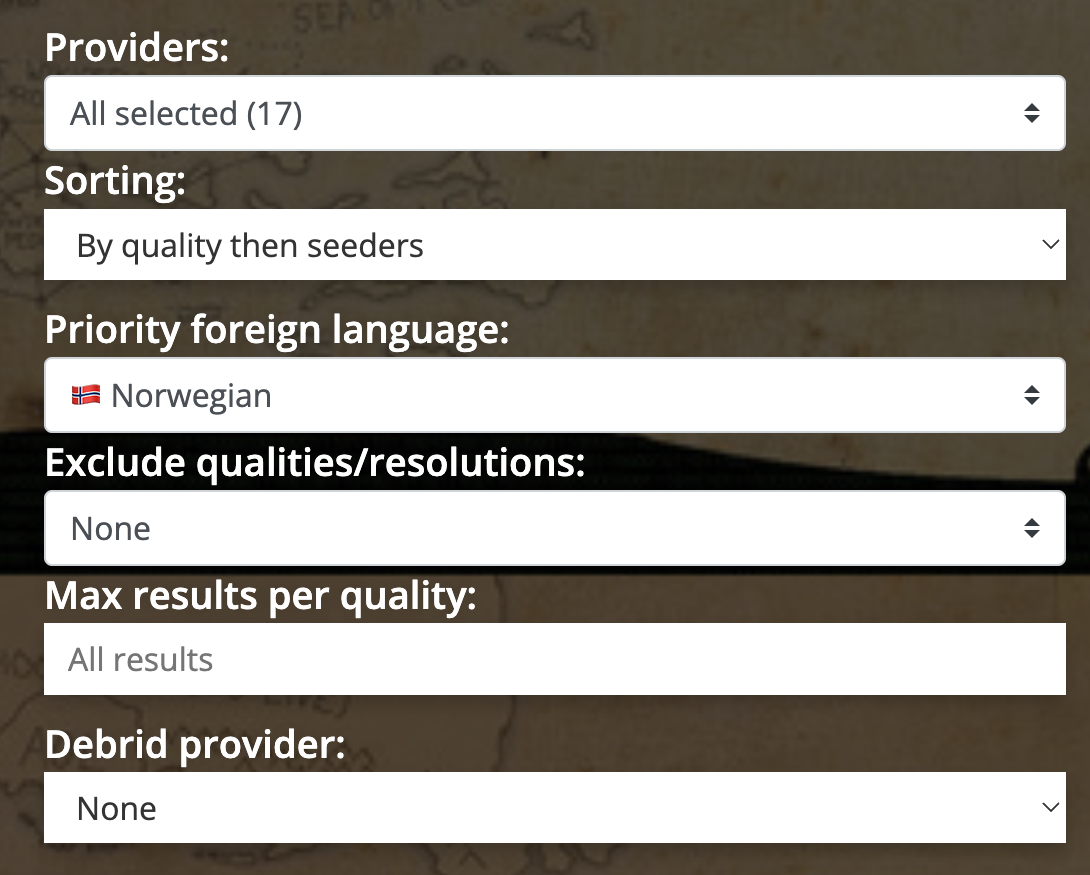 Providers:
All selected (17)
Sorting:
By quality then seeders
Priority foreign language:
🇳🇴 Norwegian
Exclude qualities/resolutions:
None
Max results per quality:
All results
Debrid provider:
None